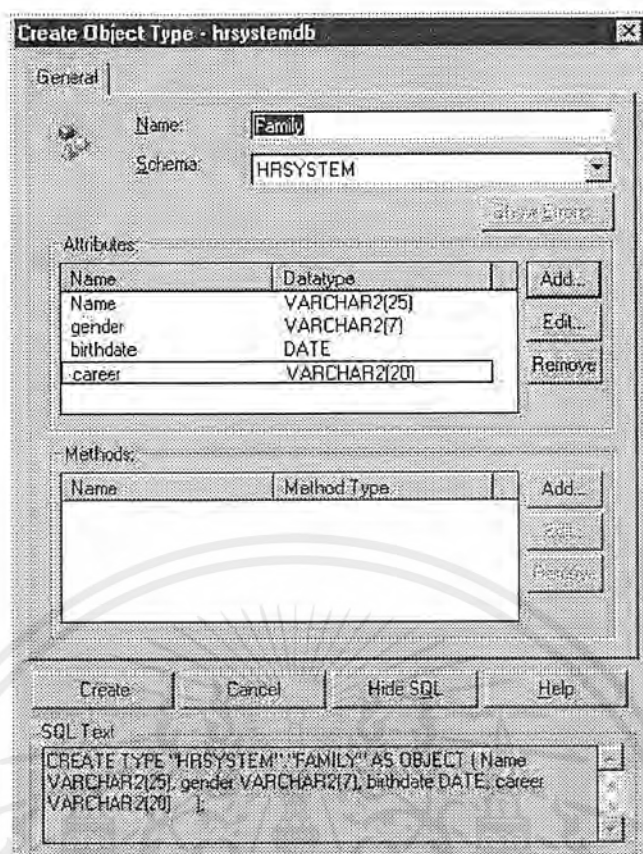 Create Object Type - hrsystemdb
General
Name: Family
Schema: HRSYSTEM
Show Errors...
Attributes:
Name Datatype
Name VARCHAR2(25)
gender VARCHAR2(7)
birthdate DATE
career VARCHAR2(20)
Add...
Edit...
Remove
Methods:
Name Method Type
Add...
Edit...
Remove
Create Cancel Hide SQL Help
SQL Text
CREATE TYPE "HRSYSTEM"."FAMILY" AS OBJECT ( Name
VARCHAR2(25), gender VARCHAR2(7), birthdate DATE, career
VARCHAR2(20) );